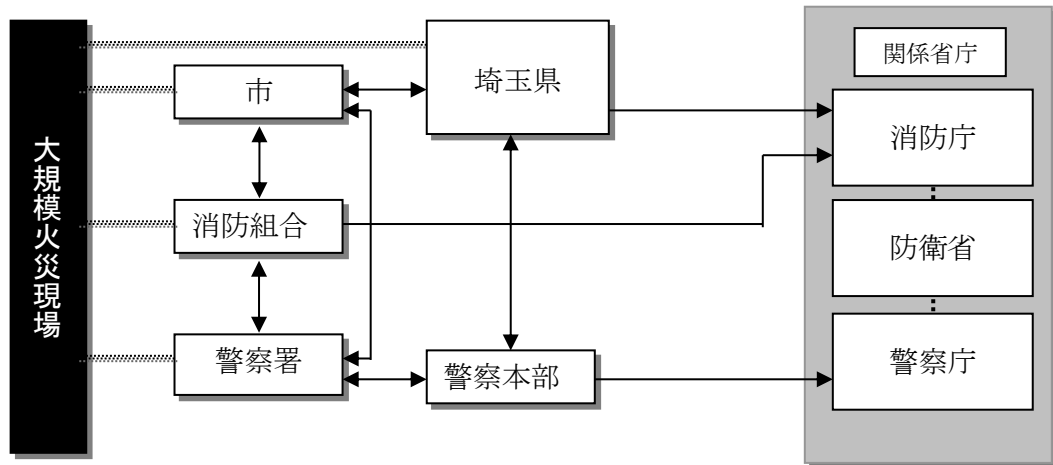 大規模火災現場
市
消防組合
警察署
埼玉県
警察本部
関係省庁
消防庁
防衛省
警察庁